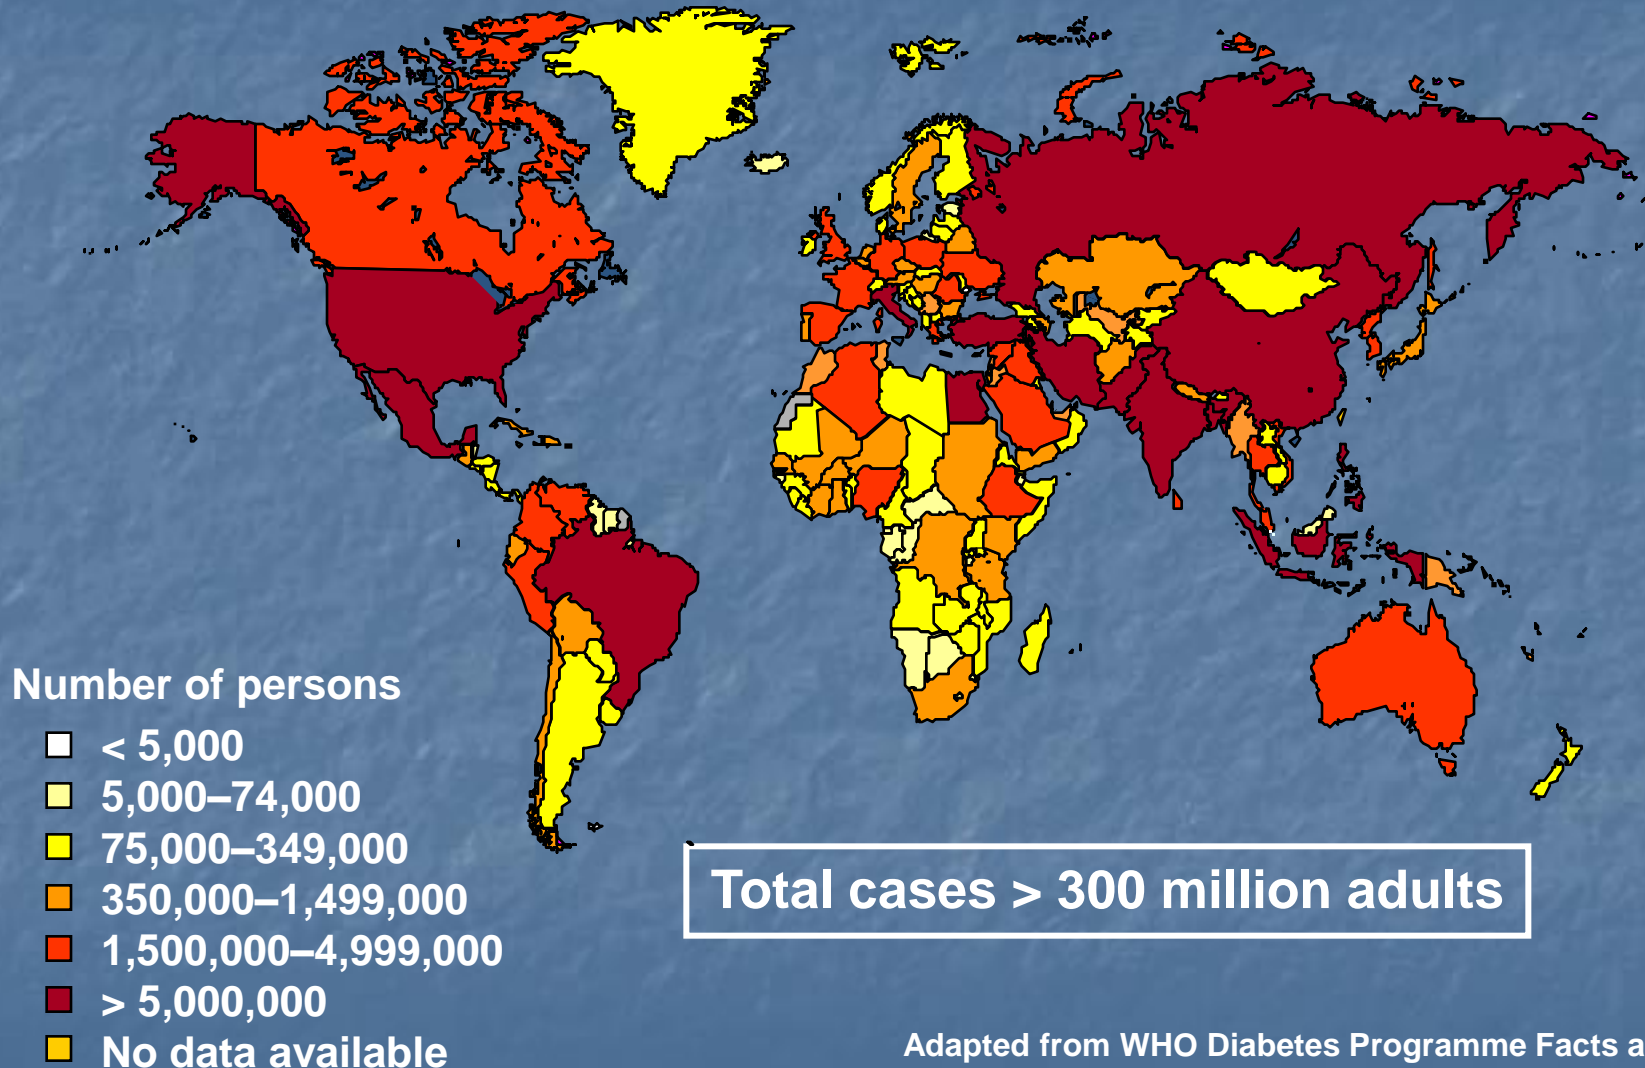 Number of persons
< 5,000
5,000–74,000
75,000–349,000
350,000–1,499,000
1,500,000–4,999,000
> 5,000,000
No data available
Total cases > 300 million adults
Adapted from WHO Diabetes Programme Facts a